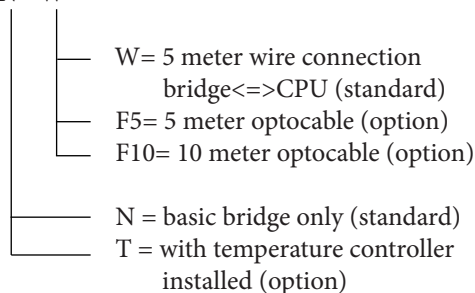 W= 5 meter wire connection
bridge<=>CPU (standard)
F5= 5 meter optocable (option)
F10= 10 meter optocable (option)
N = basic bridge only (standard)
T = with temperature controller
installed (option)